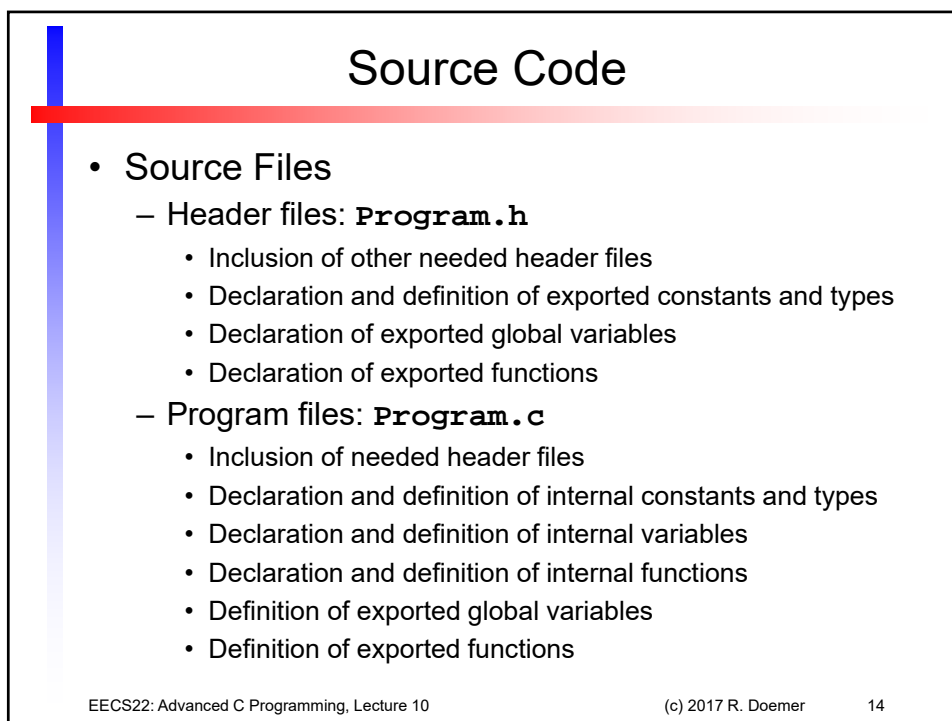 Source Code
• Source Files
– Header files: Program.h
• Inclusion of other needed header files
• Declaration and definition of exported constants and types
• Declaration of exported global variables
• Declaration of exported functions
– Program files: Program.c
• Inclusion of needed header files
• Declaration and definition of internal constants and types
• Declaration and definition of internal variables
• Declaration and definition of internal functions
• Definition of exported global variables
• Definition of exported functions
EECS22: Advanced C Programming, Lecture 10 (c) 2017 R. Doemer 14